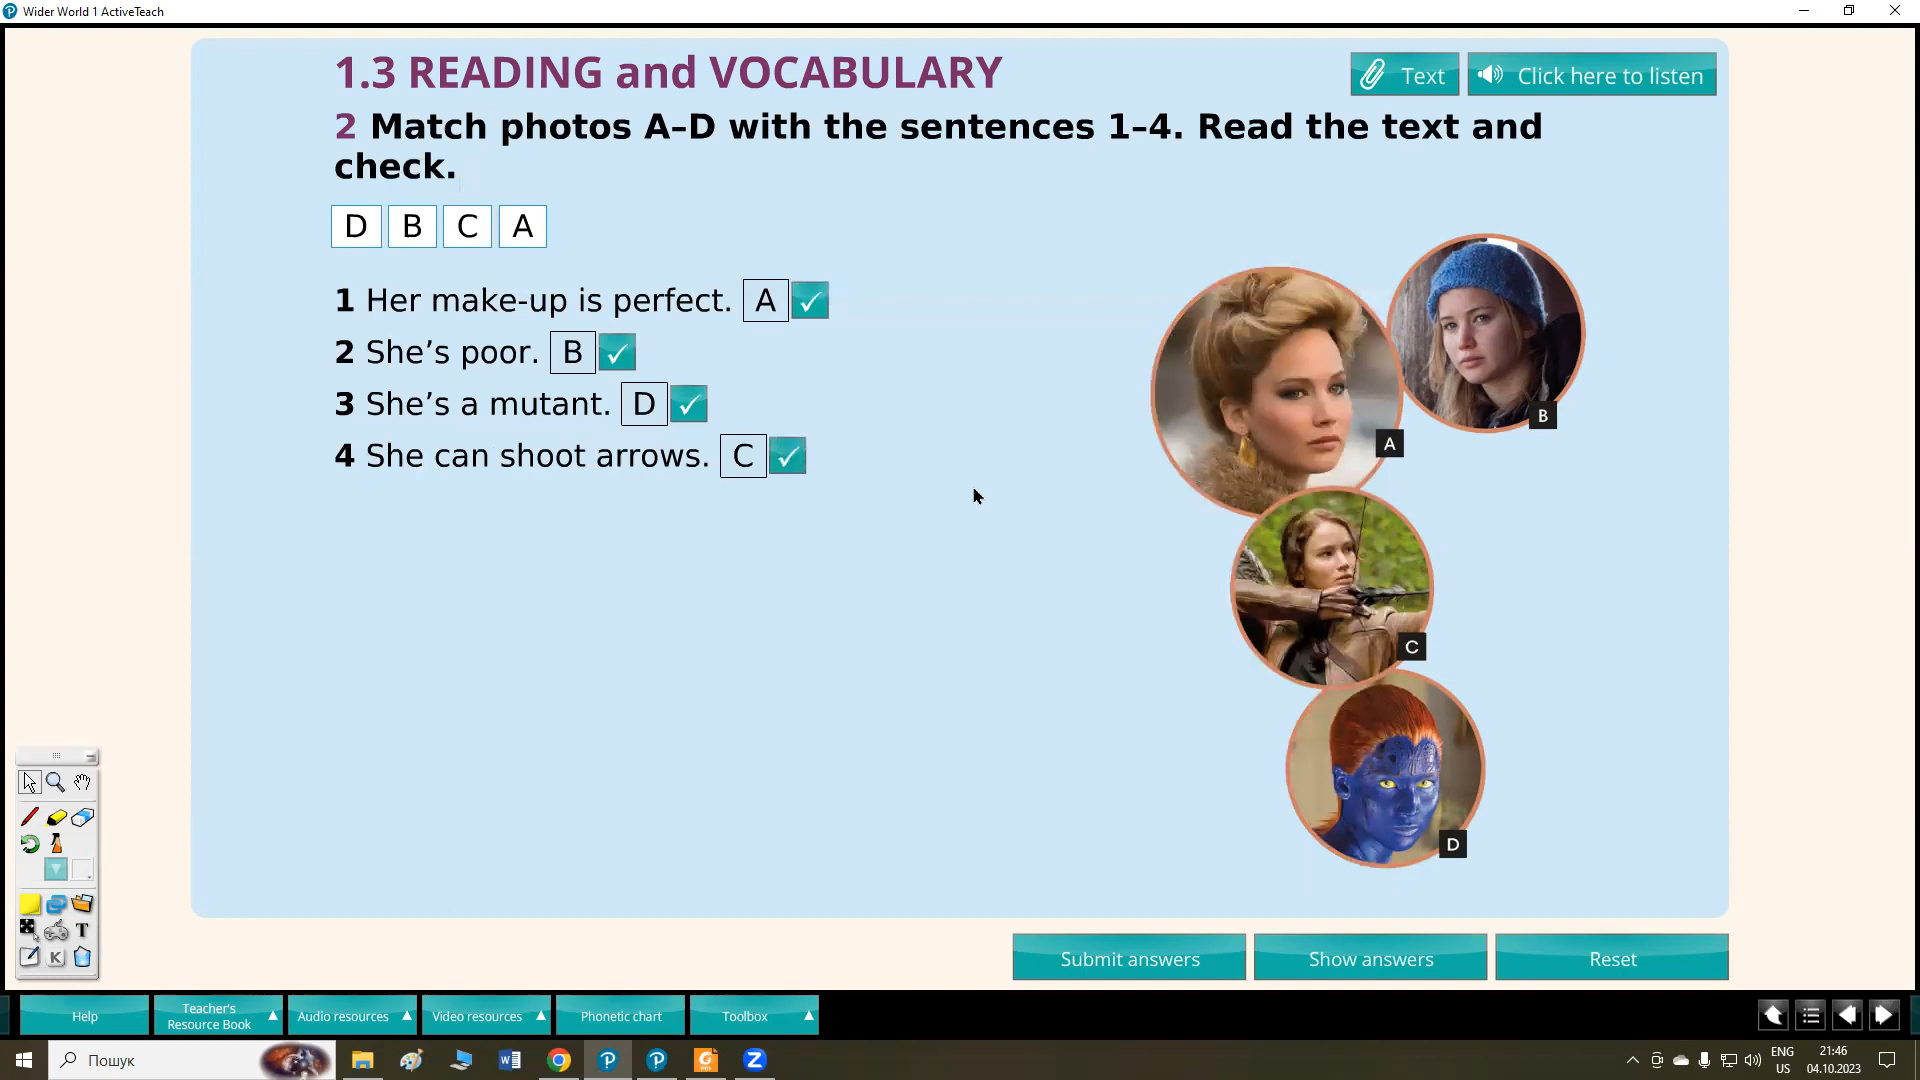 Wider World 1 ActiveTeach
1.3 READING and VOCABULARY
Text
Click here to listen
2 Match photos A–D with the sentences 1–4. Read the text and
check.
D B C A
1 Her make-up is perfect. A
2 She’s poor. B
3 She’s a mutant. D
4 She can shoot arrows. C
A
B
C
D
T
K
Submit answers
Show answers
Reset
Help
Teacher's
Resource Book
Audio resources
Video resources
Phonetic chart
Toolbox
Пошук
ENG
US
21:46
04.10.2023